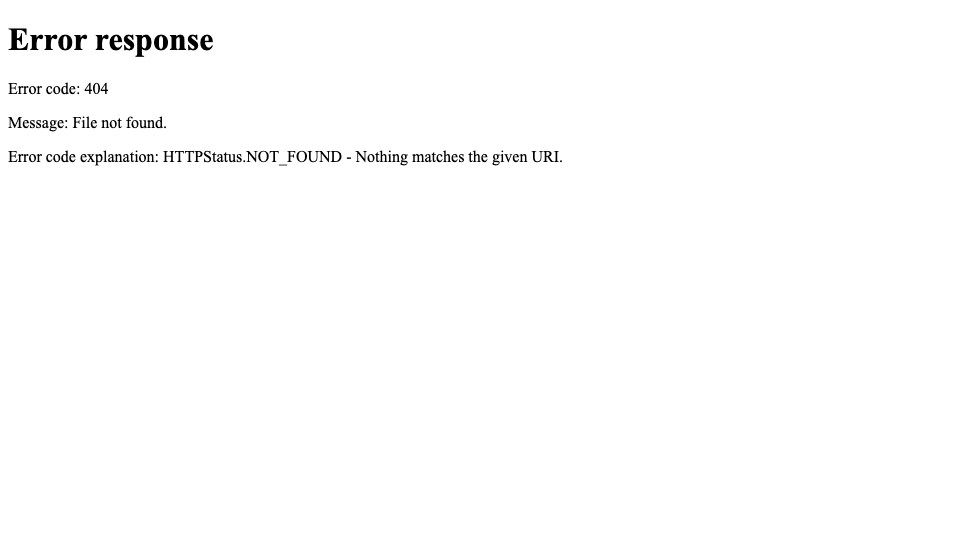 Error response
Error code: 404
Message: File not found.
Error code explanation: HTTPStatus.NOT_FOUND - Nothing matches the given URI.